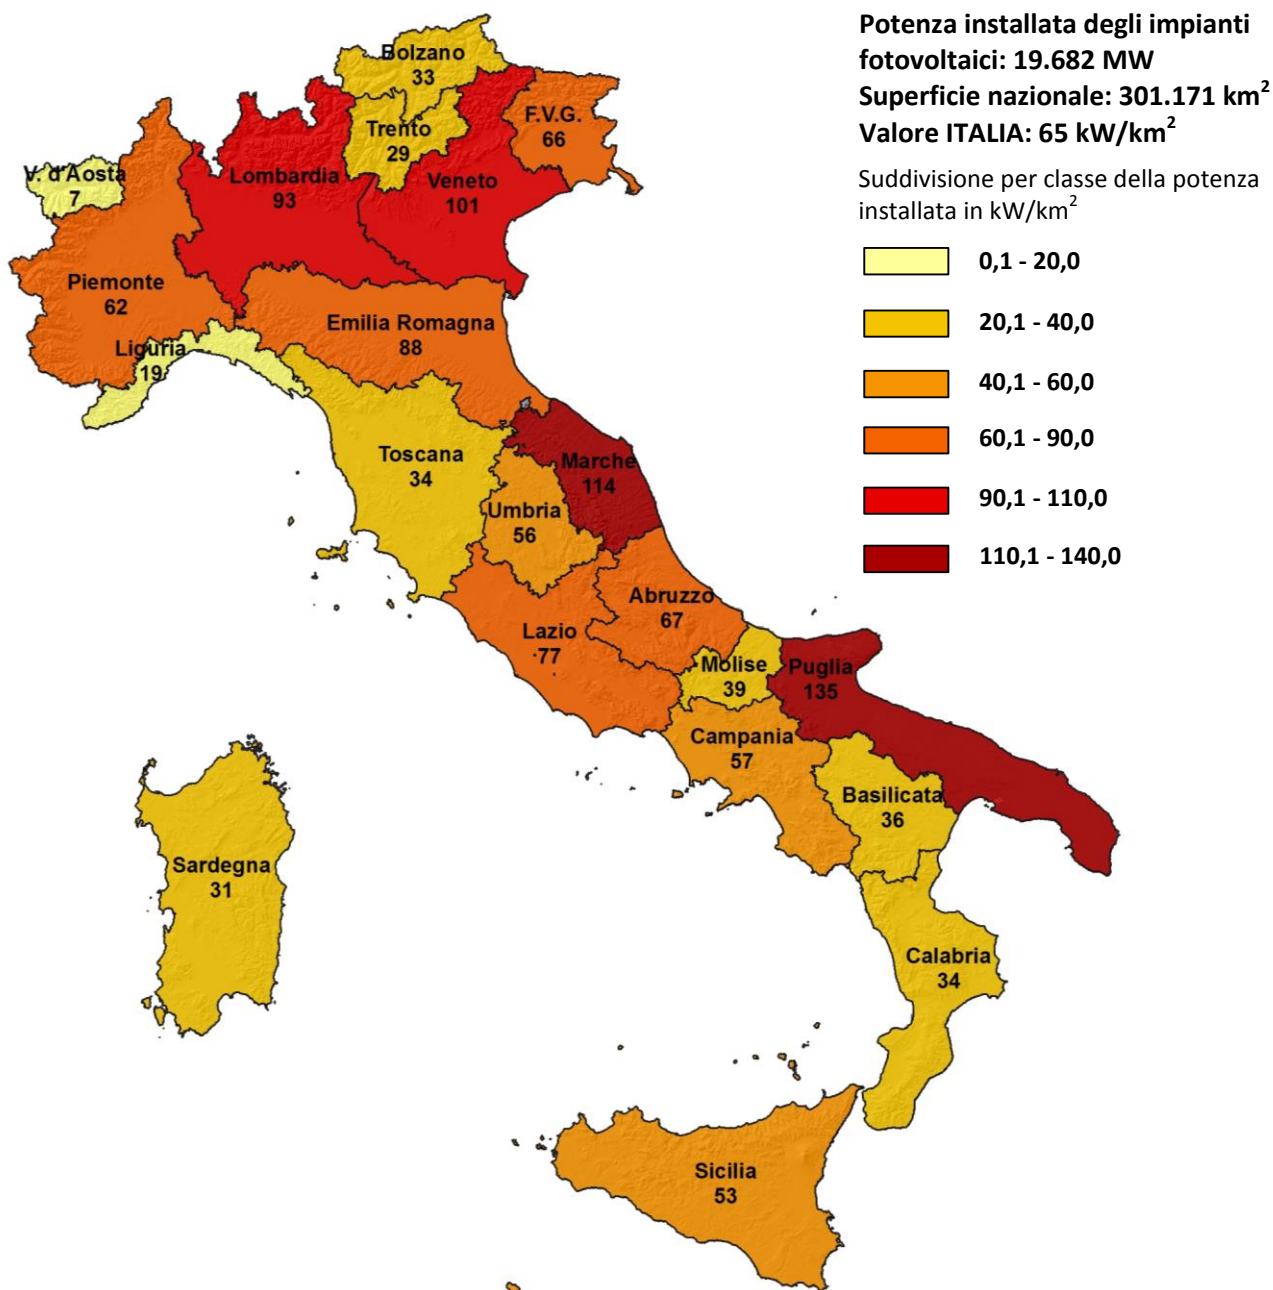 Potenza installata degli impianti
fotovoltaici: 19.682 MW
Superficie nazionale: 301.171 km²
Valore ITALIA: 65 kW/km²
Suddivisione per classe della potenza
installata in kW/km²
0,1 - 20,0
20,1 - 40,0
40,1 - 60,0
60,1 - 90,0
90,1 - 110,0
110,1 - 140,0
Bolzano
33
Trento
29
F.V.G.
66
V. d'Aosta
7
Lombardia
93
Veneto
101
Piemonte
62
Emilia Romagna
88
Liguria
19
Toscana
34
Marche
114
Umbria
56
Abruzzo
67
Lazio
77
Molise
39
Puglia
135
Campania
57
Basilicata
36
Sardegna
31
Calabria
34
Sicilia
53